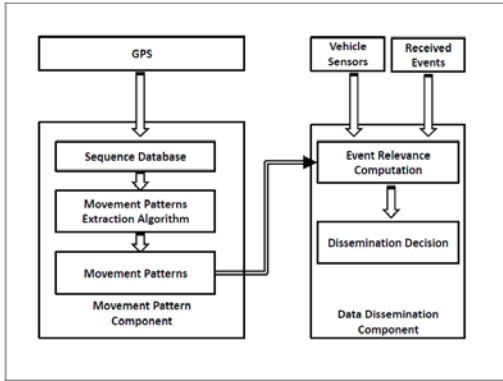 GPS
Sequence Database
Movement Patterns
Extraction Algorithm
Movement Patterns
Movement Pattern
Component
Vehicle
Sensors
Received
Events
Event Relevance
Computation
Dissemination Decision
Data Dissemination
Component